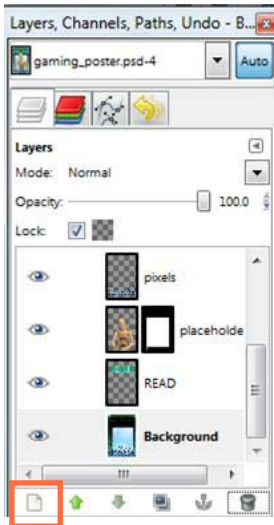 Layers, Channels, Paths, Undo - B...
gaming_poster.psd-4
Auto
Layers
Mode: Normal
Opacity: 100.0
Lock:
pixels
placeholde
READ
Background